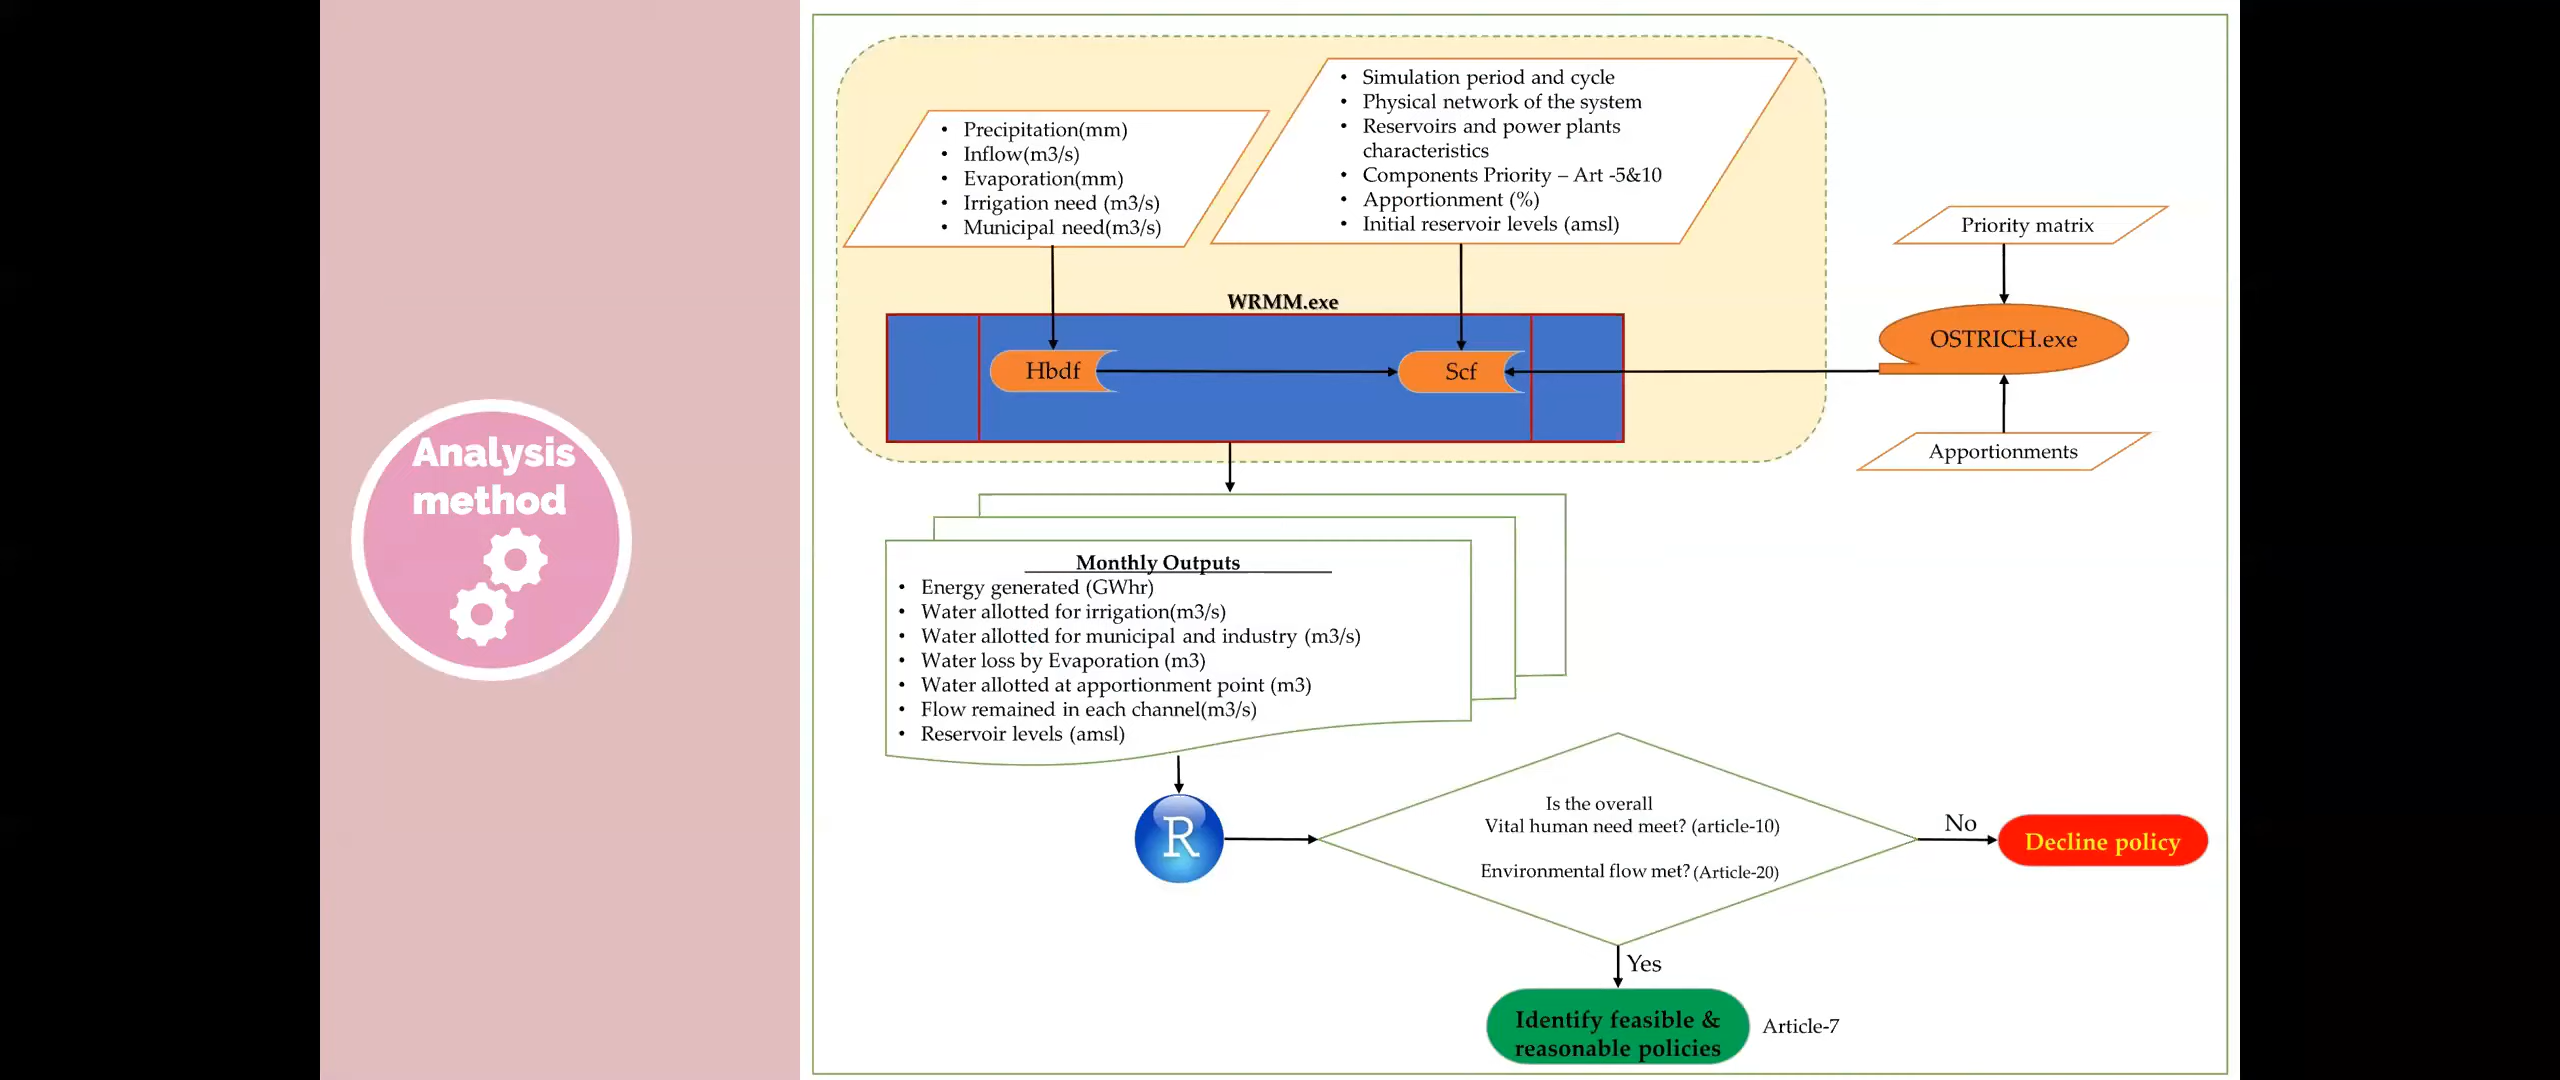 Analysis
method
• Precipitation(mm)
• Inflow(m3/s)
• Evaporation(mm)
• Irrigation need (m3/s)
• Municipal need(m3/s)
• Simulation period and cycle
• Physical network of the system
• Reservoirs and power plants
characteristics
• Components Priority – Art -5&10
• Apportionment (%)
• Initial reservoir levels (amsl)
Priority matrix
WRMM.exe
OSTRICH.exe
Hbdf
Scf
Apportionments
Monthly Outputs
• Energy generated (GWhr)
• Water allotted for irrigation(m3/s)
• Water allotted for municipal and industry (m3/s)
• Water loss by Evaporation (m3)
• Water allotted at apportionment point (m3)
• Flow remained in each channel(m3/s)
• Reservoir levels (amsl)
R
Is the overall
Vital human need meet? (article-10)
Environmental flow met? (Article-20)
No
Decline policy
Yes
Identify feasible &
reasonable policies
Article-7